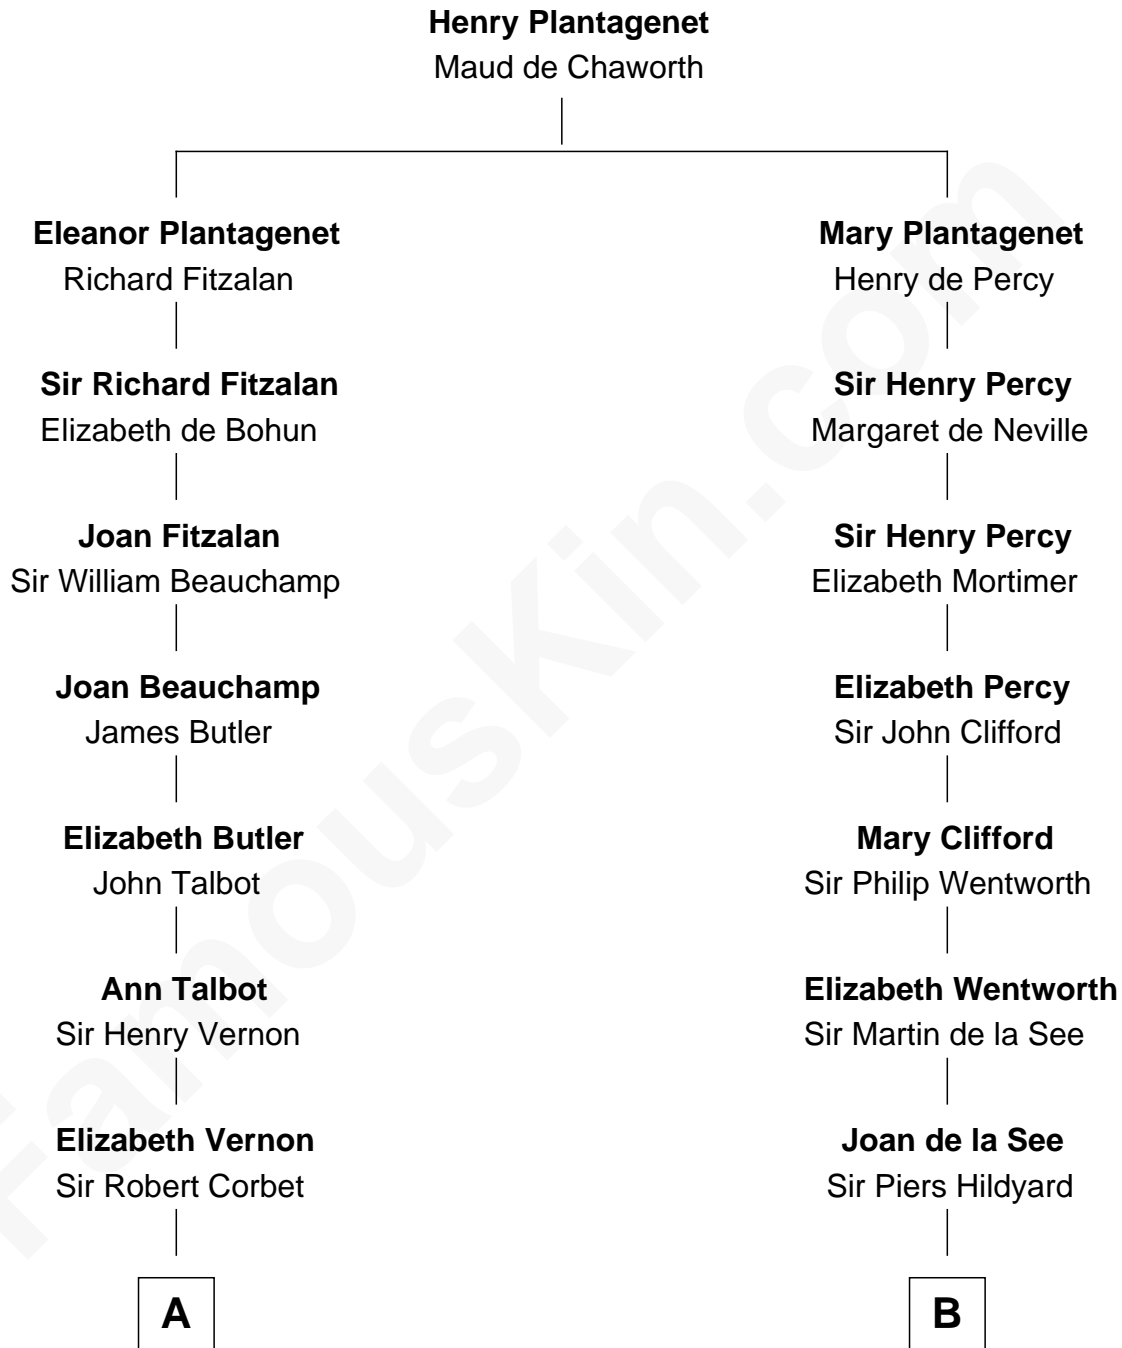 Henry Plantagenet
Maud de Chaworth
Eleanor Plantagenet
Richard Fitzalan
Mary Plantagenet
Henry de Percy
Sir Richard Fitzalan
Elizabeth de Bohun
Sir Henry Percy
Margaret de Neville
Joan Fitzalan
Sir William Beauchamp
Sir Henry Percy
Elizabeth Mortimer
Joan Beauchamp
James Butler
Elizabeth Percy
Sir John Clifford
Elizabeth Butler
John Talbot
Mary Clifford
Sir Philip Wentworth
Ann Talbot
Sir Henry Vernon
Elizabeth Wentworth
Sir Martin de la See
Elizabeth Vernon
Sir Robert Corbet
Joan de la See
Sir Piers Hildyard
A
B
FamousKin.com